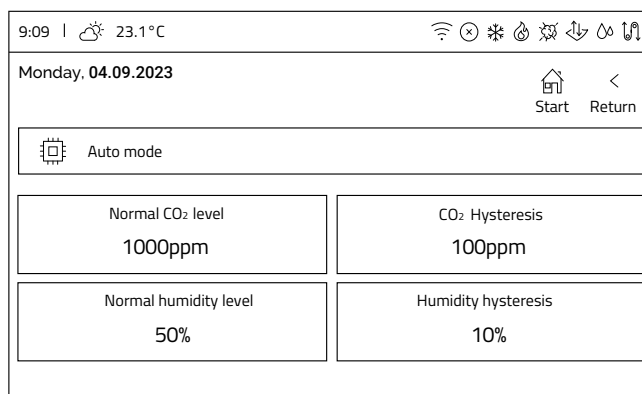 9:09 | 23.1°C
Monday, 04.09.2023
Start Return
Auto mode
Normal CO₂ level
1000ppm
CO₂ Hysteresis
100ppm
Normal humidity level
50%
Humidity hysteresis
10%